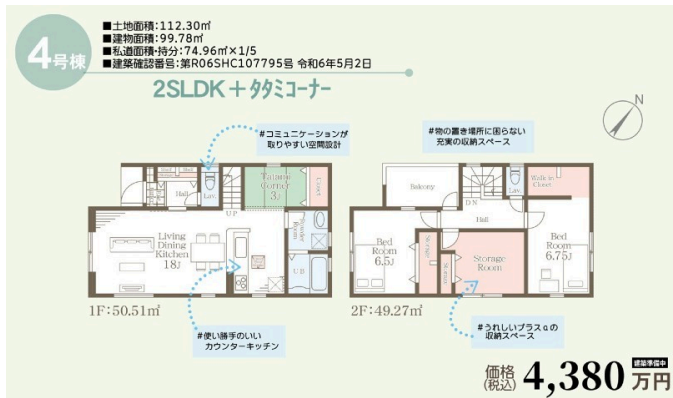 4号棟
■土地面積:112.30㎡
■建物面積:99.78㎡
■私道面積・持分:74.96㎡×1/5
■建築確認番号:第R06SHC107795号 令和6年5月2日
2SLDK+タタミコーナー
N
#コミュニケーションが
取りやすい空間設計
#物の置き場所に困らない
充実の収納スペース
Hall
Lav.
Tatami
Corner
3J
Closet
UP
Living
Dining
Kitchen
18J
Powder
Room
UB
1F:50.51㎡
#使い勝手のいい
カウンターキッチン
Balcony
DN
Lav.
Walk in
Closet
Hall
Bed
Room
6.5J
Storage
Storage
Storage
Room
Bed
Room
6.75J
2F:49.27㎡
#うれしいプラスαの
収納スペース
価格
(税込)
4,380
建築準備中
万円